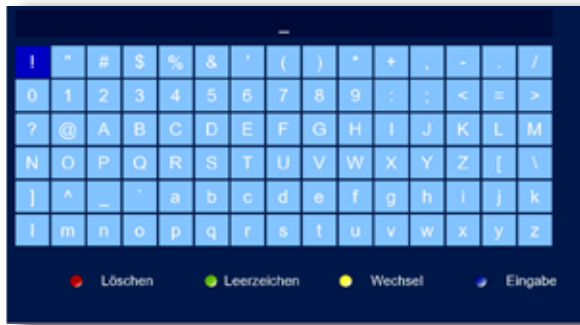 _
! " # $ % & ' ( ) * + , - . /
0 1 2 3 4 5 6 7 8 9 : ; < = >
? @ A B C D E F G H I J K L M
N O P Q R S T U V W X Y Z [ \
] ^ _ ` a b c d e f g h i j k
l m n o p q r s t u v w x y z
Löschen Leerzeichen Wechsel Eingabe